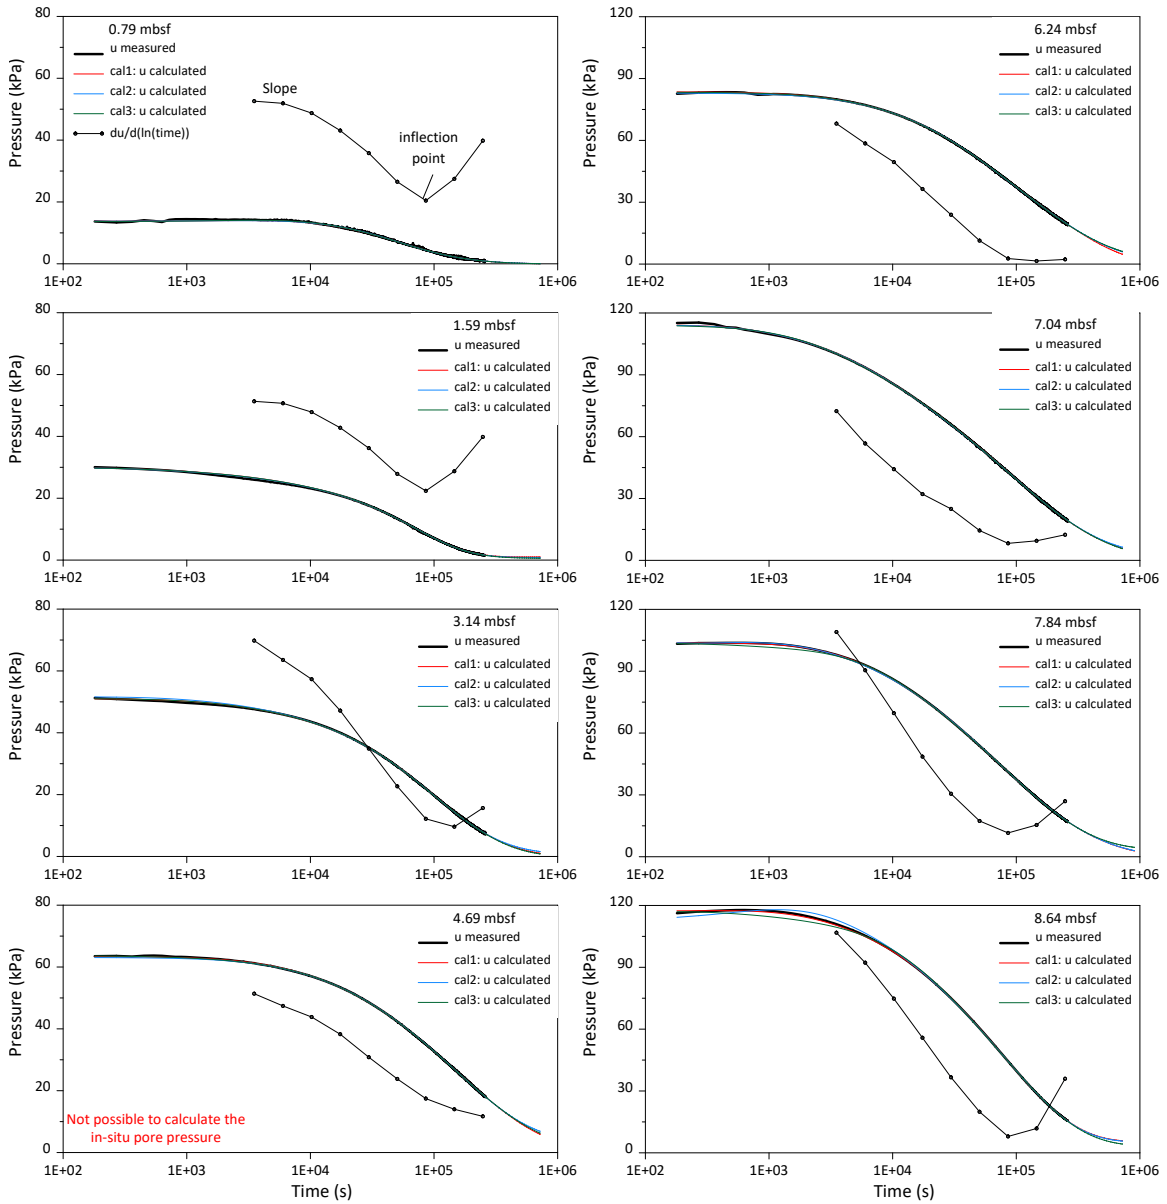 80
60
40
20
0
Pressure (kPa)
0.79 mbsf
u measured
cal1: u calculated
cal2: u calculated
cal3: u calculated
du/d(ln(time))
Slope
inflection
point
1E+02
1E+03
1E+04
1E+05
1E+06
120
90
60
30
0
Pressure (kPa)
6.24 mbsf
u measured
cal1: u calculated
cal2: u calculated
cal3: u calculated
1E+02
1E+03
1E+04
1E+05
1E+06
80
60
40
20
0
Pressure (kPa)
1.59 mbsf
u measured
cal1: u calculated
cal2: u calculated
cal3: u calculated
1E+02
1E+03
1E+04
1E+05
1E+06
120
90
60
30
0
Pressure (kPa)
7.04 mbsf
u measured
cal1: u calculated
cal2: u calculated
cal3: u calculated
1E+02
1E+03
1E+04
1E+05
1E+06
80
60
40
20
0
Pressure (kPa)
3.14 mbsf
u measured
cal1: u calculated
cal2: u calculated
cal3: u calculated
1E+02
1E+03
1E+04
1E+05
1E+06
120
90
60
30
0
Pressure (kPa)
7.84 mbsf
u measured
cal1: u calculated
cal2: u calculated
cal3: u calculated
1E+02
1E+03
1E+04
1E+05
1E+06
80
60
40
20
0
Pressure (kPa)
4.69 mbsf
u measured
cal1: u calculated
cal2: u calculated
cal3: u calculated
Not possible to calculate the
in-situ pore pressure
1E+02
1E+03
1E+04
1E+05
1E+06
Time (s)
120
90
60
30
0
Pressure (kPa)
8.64 mbsf
u measured
cal1: u calculated
cal2: u calculated
cal3: u calculated
1E+02
1E+03
1E+04
1E+05
1E+06
Time (s)